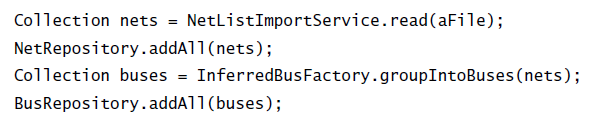 Collection nets = NetListImportService.read(aFile);
NetRepository.addAll(nets);
Collection buses = InferredBusFactory.groupIntoBuses(nets);
BusRepository.addAll(buses);